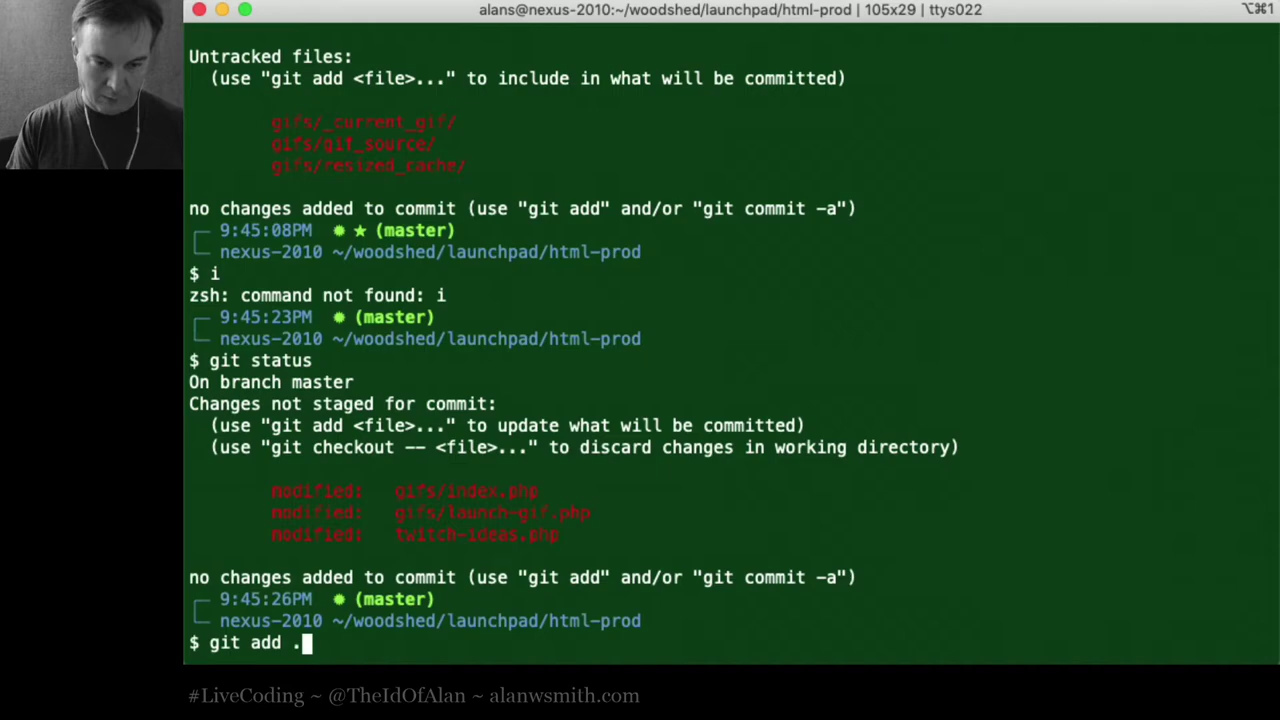 alans@nexus-2010:~/woodshed/launchpad/html-prod | 105x29 | ttys022
⌥⌘1
Untracked files:
(use "git add <file>..." to include in what will be committed)
gifs/_current_gif/
gifs/gif_source/
gifs/resized_cache/
no changes added to commit (use "git add" and/or "git commit -a")
9:45:08PM ✹ ★ (master)
nexus-2010 ~/woodshed/launchpad/html-prod
$ i
zsh: command not found: i
9:45:23PM ✹ (master)
nexus-2010 ~/woodshed/launchpad/html-prod
$ git status
On branch master
Changes not staged for commit:
(use "git add <file>..." to update what will be committed)
(use "git checkout -- <file>..." to discard changes in working directory)
modified: gifs/index.php
modified: gifs/launch-gif.php
modified: twitch-ideas.php
no changes added to commit (use "git add" and/or "git commit -a")
9:45:26PM ✹ (master)
nexus-2010 ~/woodshed/launchpad/html-prod
$ git add .
#LiveCoding ~ @TheIdOfAlan ~ alanwsmith.com